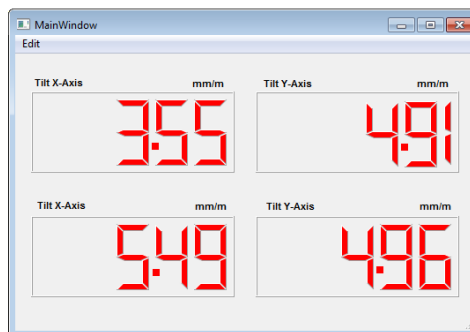 MainWindow
Edit
Tilt X-Axis mm/m Tilt Y-Axis mm/m
3.55 4.91
Tilt X-Axis mm/m Tilt Y-Axis mm/m
5.49 4.96